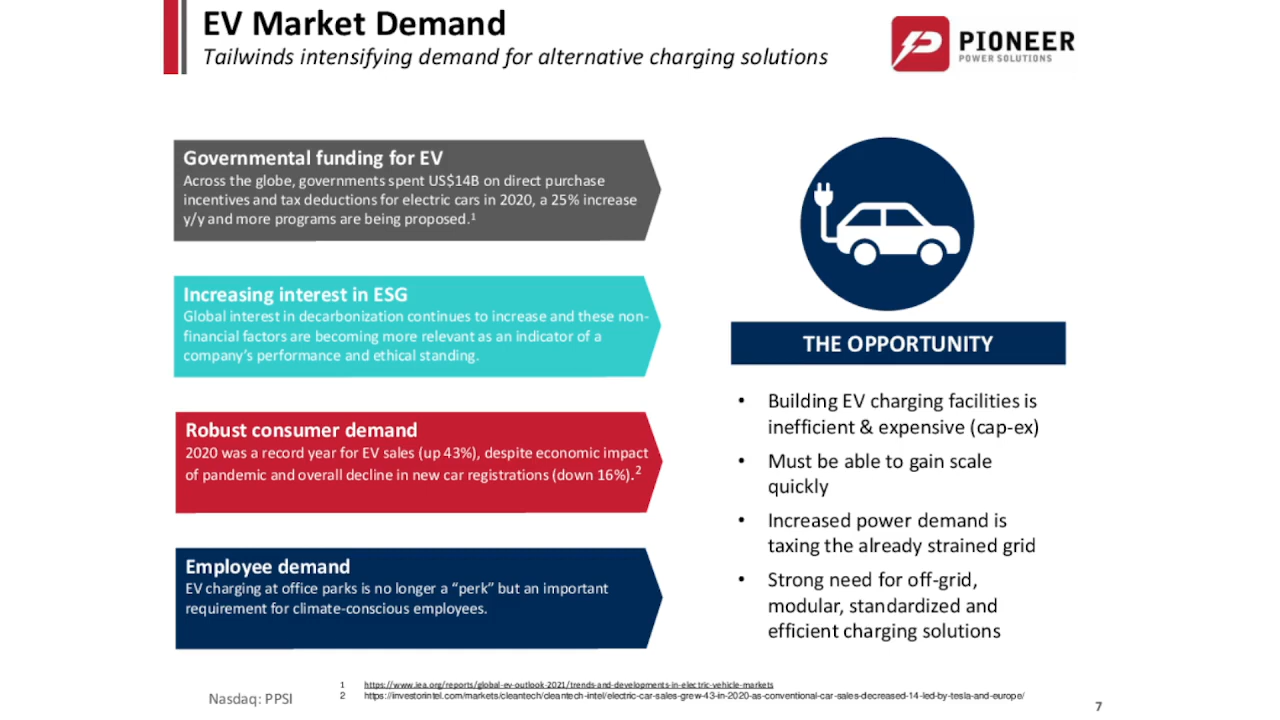 EV Market Demand
Tailwinds intensifying demand for alternative charging solutions
PIONEER
POWER SOLUTIONS
Governmental funding for EV
Across the globe, governments spent US$14B on direct purchase
incentives and tax deductions for electric cars in 2020, a 25% increase
y/y and more programs are being proposed.1
Increasing interest in ESG
Global interest in decarbonization continues to increase and these non-
financial factors are becoming more relevant as an indicator of a
company's performance and ethical standing.
Robust consumer demand
2020 was a record year for EV sales (up 43%), despite economic impact
of pandemic and overall decline in new car registrations (down 16%).2
Employee demand
EV charging at office parks is no longer a “perk” but an important
requirement for climate-conscious employees.
THE OPPORTUNITY
• Building EV charging facilities is
inefficient & expensive (cap-ex)
• Must be able to gain scale
quickly
• Increased power demand is
taxing the already strained grid
• Strong need for off-grid,
modular, standardized and
efficient charging solutions
Nasdaq: PPSI
1 https://www.iea.org/reports/global-ev-outlook-2021/trends-and-developments-in-electric-vehicle-markets
2 https://investorintel.com/markets/cleantech/cleantech-intel/electric-car-sales-grew-43-in-2020-as-conventional-car-sales-decreased-14-led-by-tesla-and-europe/
7